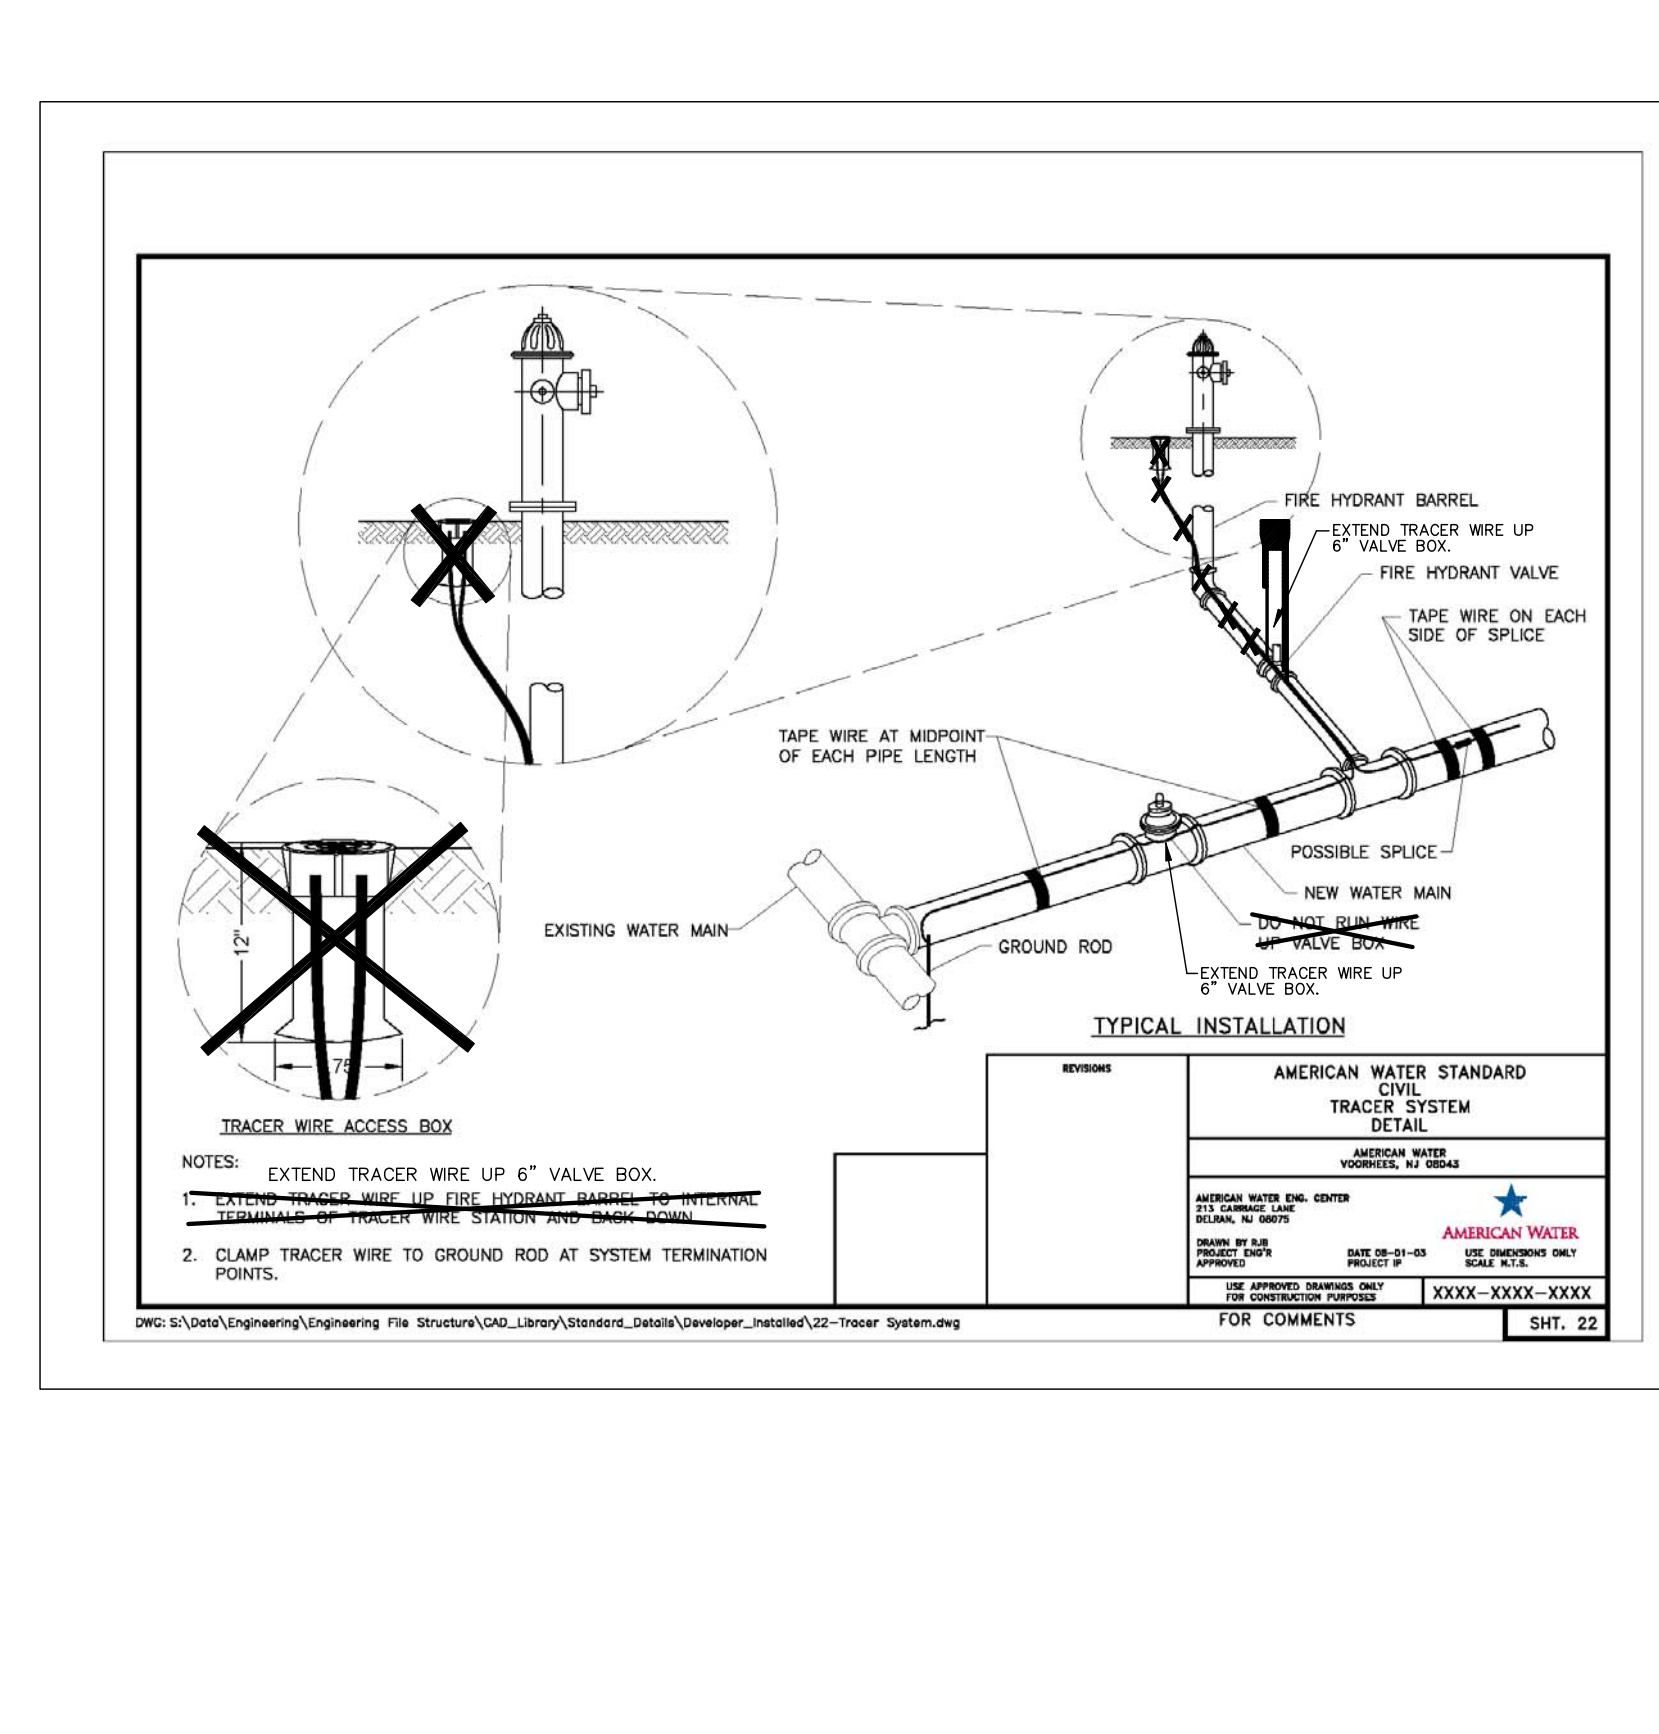 FIRE HYDRANT BARREL
EXTEND TRACER WIRE UP
6" VALVE BOX.
FIRE HYDRANT VALVE
TAPE WIRE ON EACH
SIDE OF SPLICE
TAPE WIRE AT MIDPOINT
OF EACH PIPE LENGTH
POSSIBLE SPLICE
NEW WATER MAIN
DO NOT RUN WIRE
UP VALVE BOX
EXISTING WATER MAIN
GROUND ROD
EXTEND TRACER WIRE UP
6" VALVE BOX.
TYPICAL INSTALLATION
12"
TRACER WIRE ACCESS BOX
NOTES:
EXTEND TRACER WIRE UP 6" VALVE BOX.
1. EXTEND TRACER WIRE UP FIRE HYDRANT BARREL TO INTERNAL
TERMINALS OF TRACER WIRE STATION AND BACK DOWN
2. CLAMP TRACER WIRE TO GROUND ROD AT SYSTEM TERMINATION
POINTS.
REVISIONS
AMERICAN WATER STANDARD
CIVIL
TRACER SYSTEM
DETAIL
AMERICAN WATER
VOORHEES, NJ 08043
AMERICAN WATER ENG. CENTER
213 CARRIAGE LANE
DELRAN, NJ 08075
DRAWN BY RJB
PROJECT ENG'R
APPROVED
DATE 08-01-03
PROJECT IP
AMERICAN WATER
USE DIMENSIONS ONLY
SCALE N.T.S.
USE APPROVED DRAWINGS ONLY
FOR CONSTRUCTION PURPOSES
XXXX-XXXX-XXXX
DWG: S:\Data\Engineering\Engineering File Structure\CAD_Library\Standard_Details\Developer_Installed\22-Tracer System.dwg
FOR COMMENTS
SHT. 22